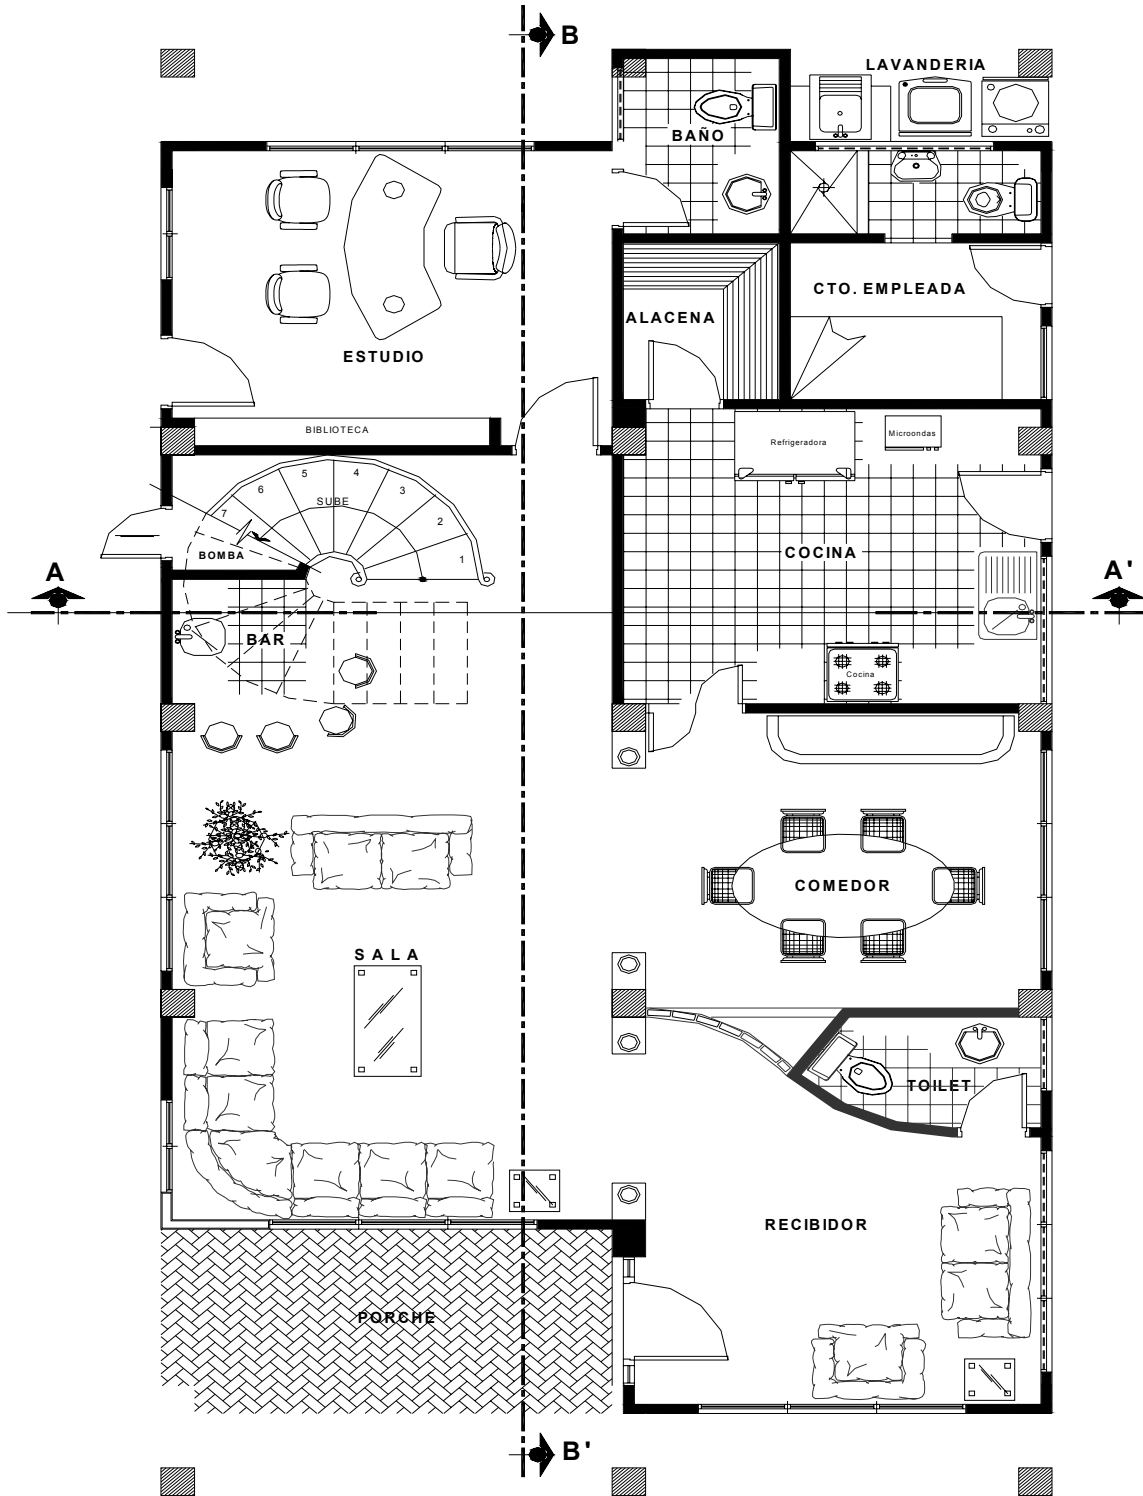 B
LAVANDERIA
BAÑO
CTO. EMPLEADA
ALACENA
ESTUDIO
BIBLIOTECA
Refrigeradora
Microondas
5
4
6
3
SUBE
7
2
BOMBA
1
COCINA
A
A'
BAR
Cocina
COMEDOR
SALA
TOILET
RECIBIDOR
PORCHE
B'